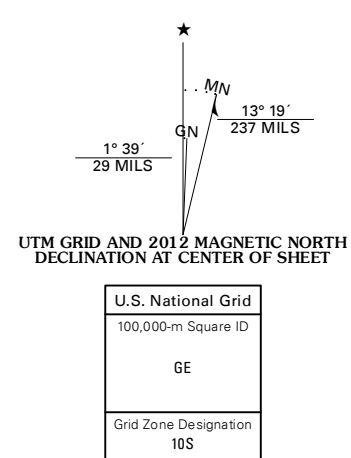 ★
MN
GN
13° 19´
237 MILS
1° 39´
29 MILS
UTM GRID AND 2012 MAGNETIC NORTH
DECLINATION AT CENTER OF SHEET
U.S. National Grid
100,000-m Square ID
GE
Grid Zone Designation
10S